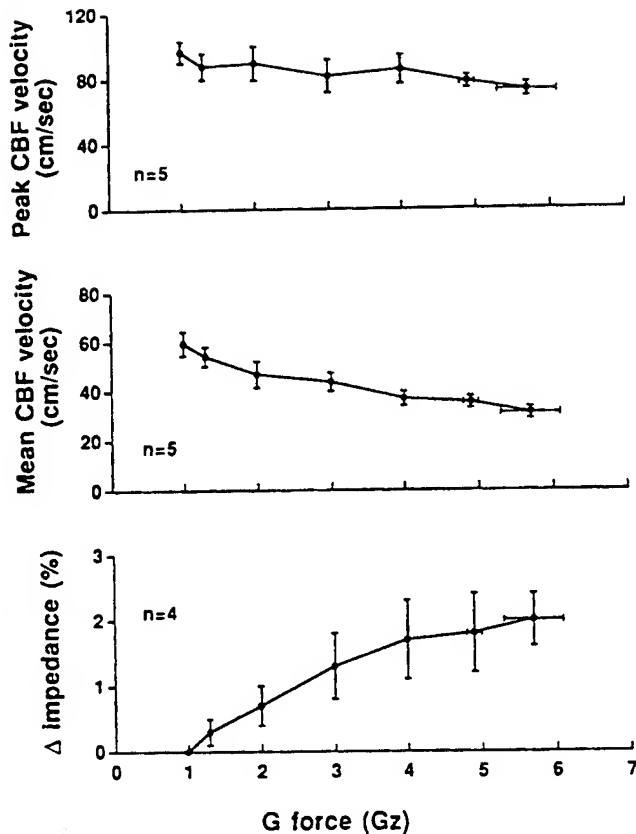 Peak CBF velocity
(cm/sec)
120
80
40
0
n=5
Mean CBF velocity
(cm/sec)
80
60
40
20
0
n=5
Δ impedance (%)
3
2
1
0
n=4
0 1 2 3 4 5 6 7
G force (Gz)